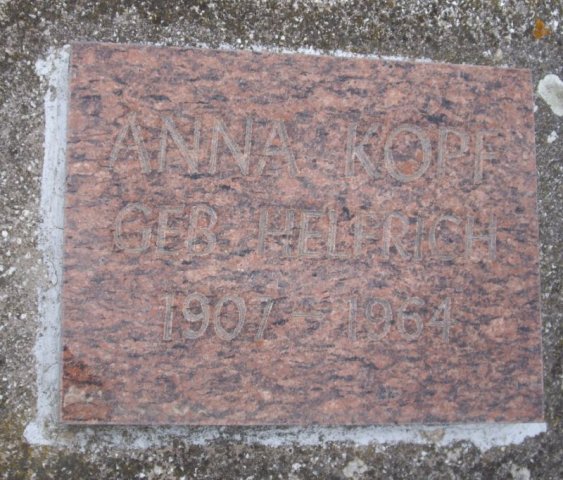 ANNA KOPF
GEB. HELFRICH
1907 - 1964